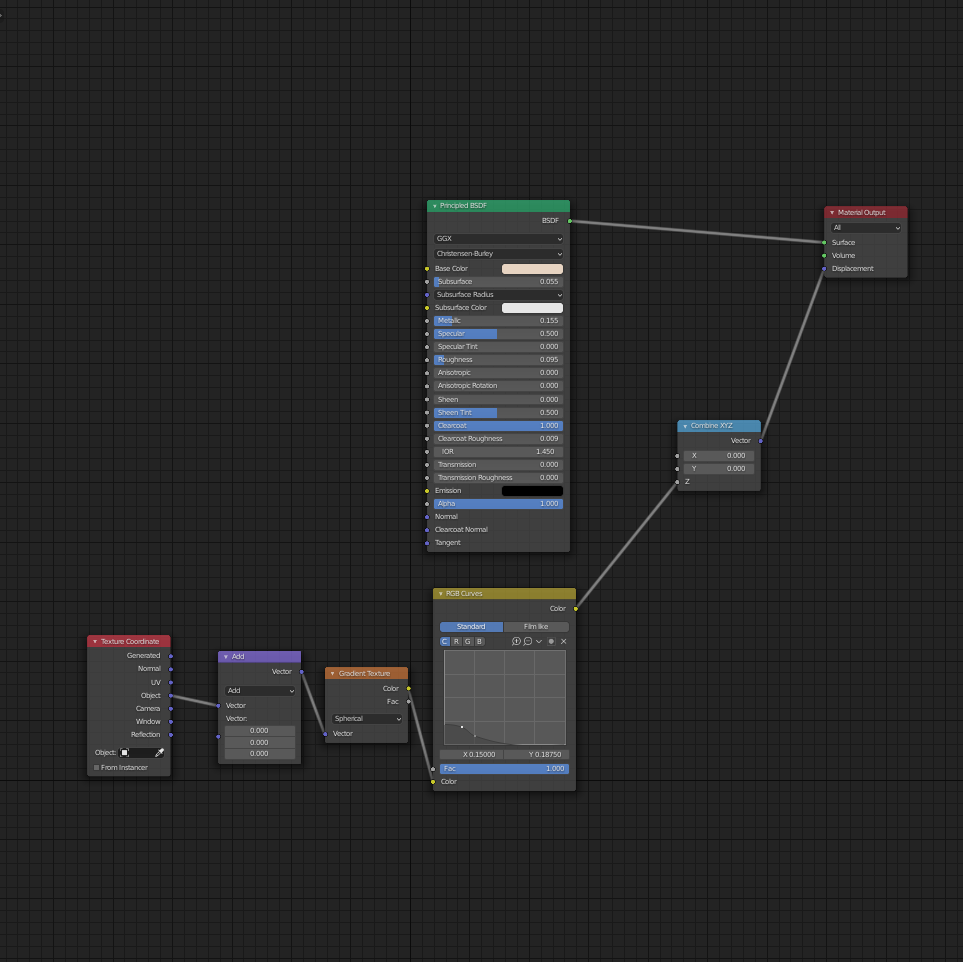 Principled BSDF
BSDF
GGX
Christensen-Burley
Base Color
Subsurface 0.055
Subsurface Radius
Subsurface Color
Metallic 0.155
Specular 0.500
Specular Tint 0.000
Roughness 0.095
Anisotropic 0.000
Anisotropic Rotation 0.000
Sheen 0.000
Sheen Tint 0.500
Clearcoat 1.000
Clearcoat Roughness 0.009
IOR 1.450
Transmission 0.000
Transmission Roughness 0.000
Emission
Alpha 1.000
Normal
Clearcoat Normal
Tangent
Material Output
All
Surface
Volume
Displacement
Combine XYZ
Vector
X 0.000
Y 0.000
Z
RGB Curves
Color
Standard Film like
C R G B
X 0.15000 Y 0.18750
Fac: 1.000
Color
Texture Coordinate
Generated
Normal
UV
Object
Camera
Window
Reflection
Object:
From Instancer
Add
Vector
Add
Vector
Vector:
0.000
0.000
0.000
Gradient Texture
Color
Fac
Spherical
Vector